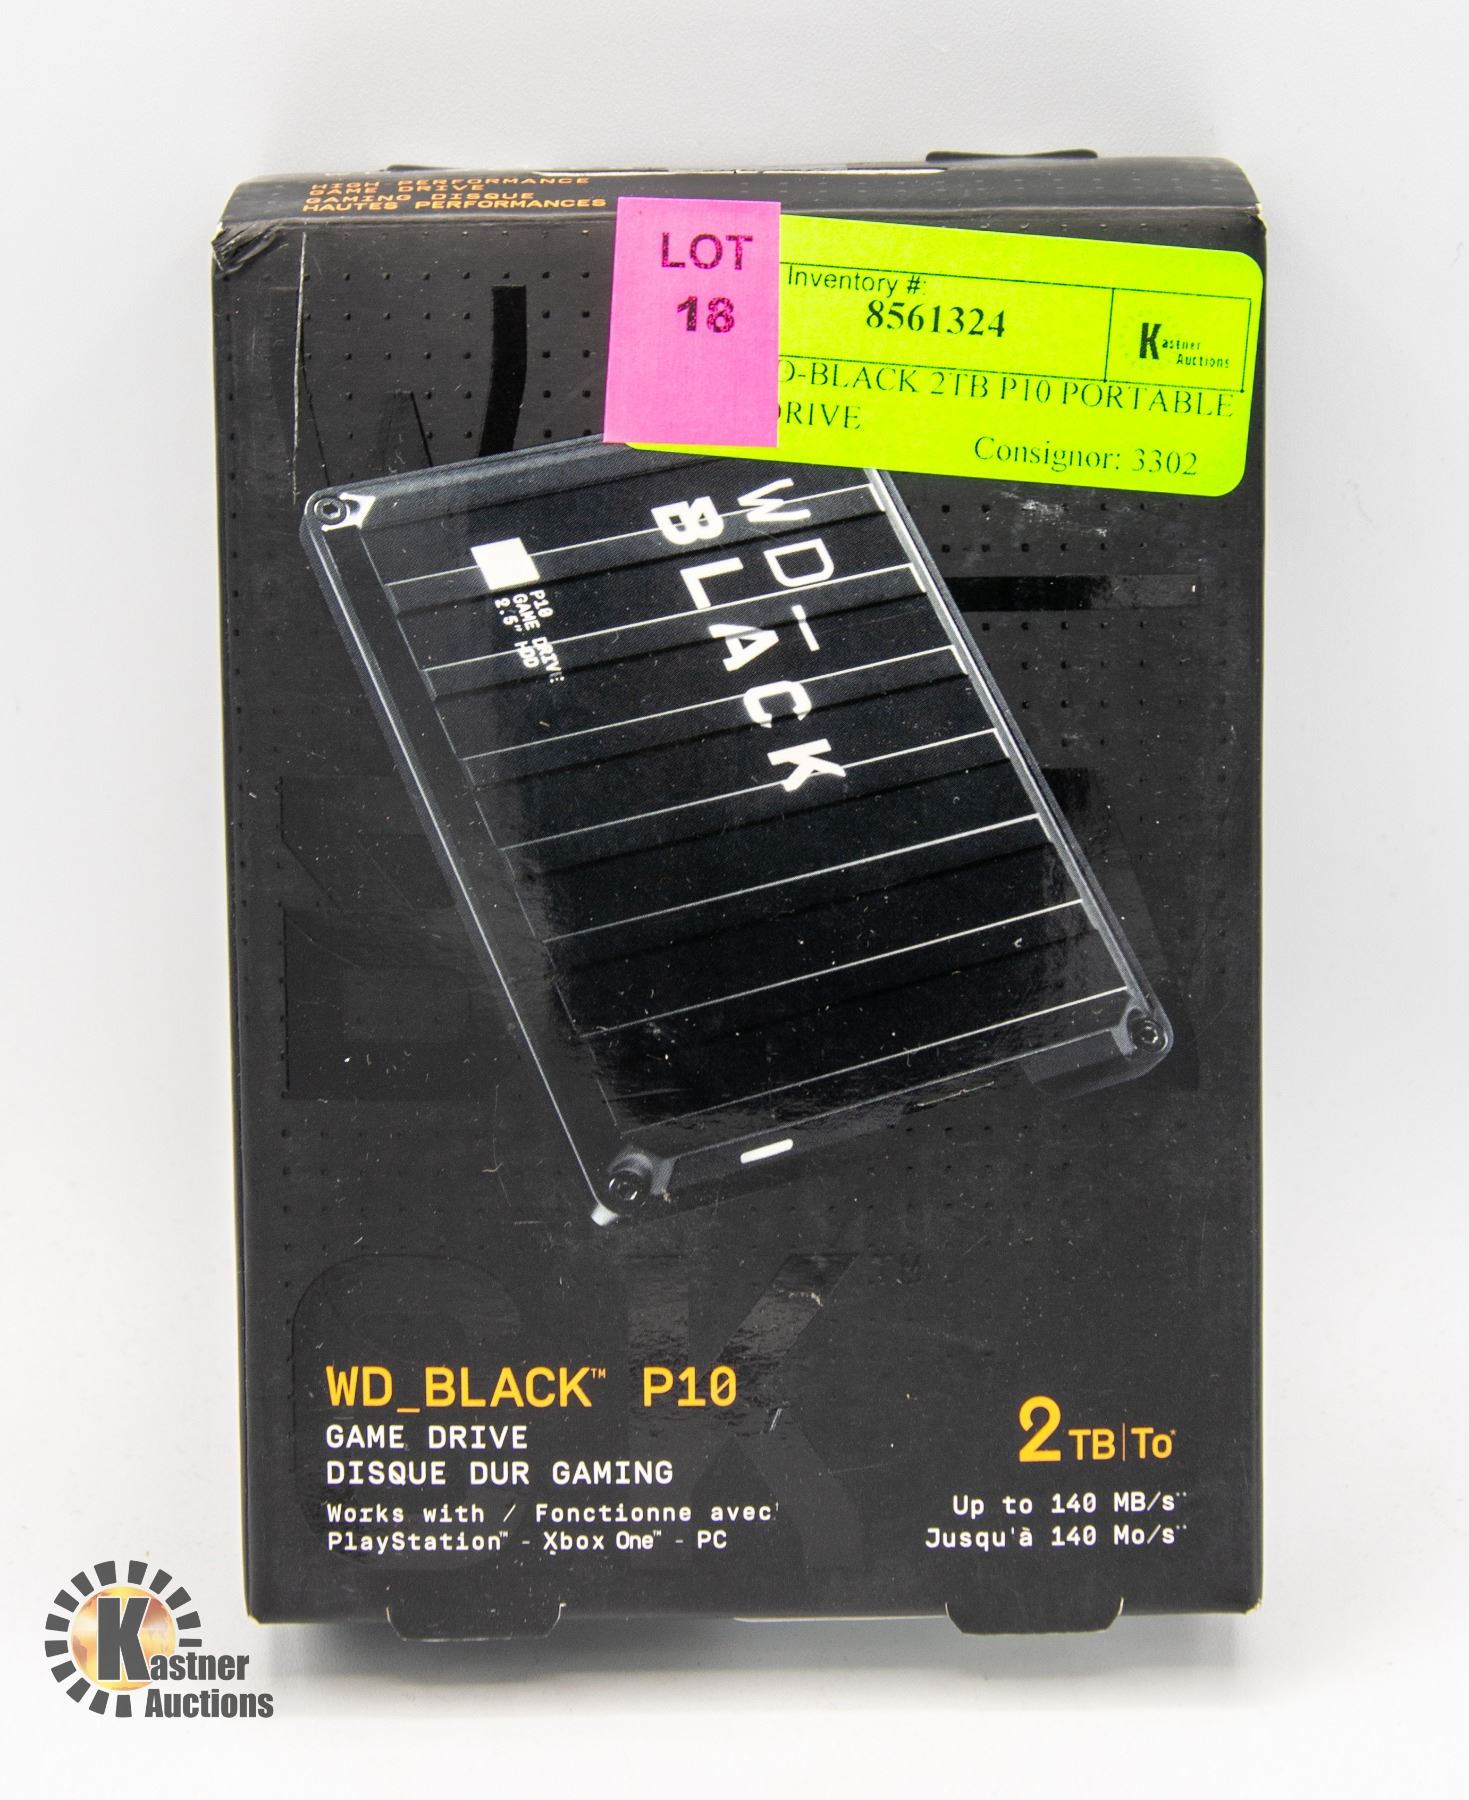 HIGH-PERFORMANCE
GAME DRIVE
GAMING DISQUE
HAUTES PERFORMANCES
LOT
18
Inventory #:
8561324
Kastner
Auctions
D-BLACK 2TB P10 PORTABLE
DRIVE
Consignor: 3302
WD_
BLACK
P10
GAME DRIVE
2.5" HDD
WD_BLACK™ P10
GAME DRIVE
DISQUE DUR GAMING
Works with / Fonctionne avec
PlayStation™ - Xbox One™ - PC
2TB|To*
Up to 140 MB/s**
Jusqu'à 140 Mo/s**
Kastner
Auctions